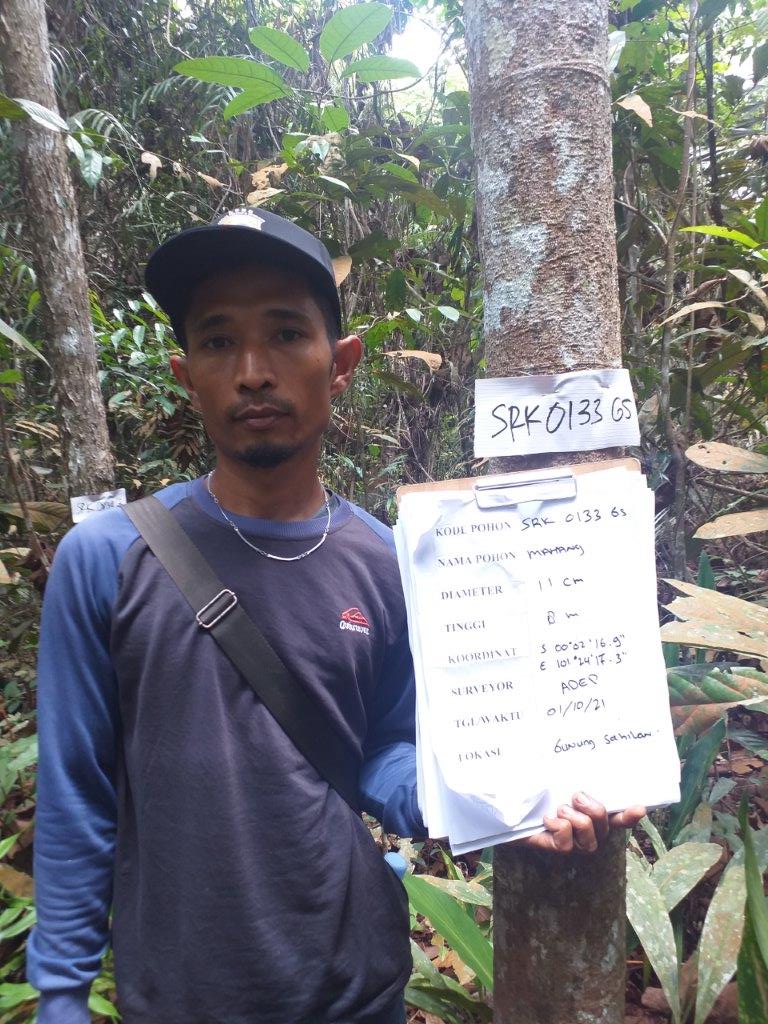 SRK 0133 GS
KODE POHON SRK 0133 GS
NAMA POHON MAHANG
DIAMETER 11 cm
TINGGI 8 m
KOORDINAT S 00°02'16.9"
E 101°24'17.3"
SURVEYOR ADEP
TGL/WAKTU 01/10/21
LOKASI Gunung Sahilan
SRK